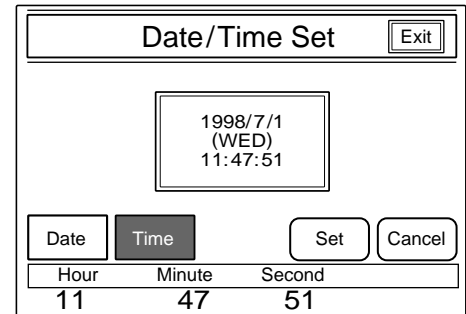 Date/Time Set Exit
1998/7/1
(WED)
11:47:51
Date Time Set Cancel
Hour Minute Second
11 47 51